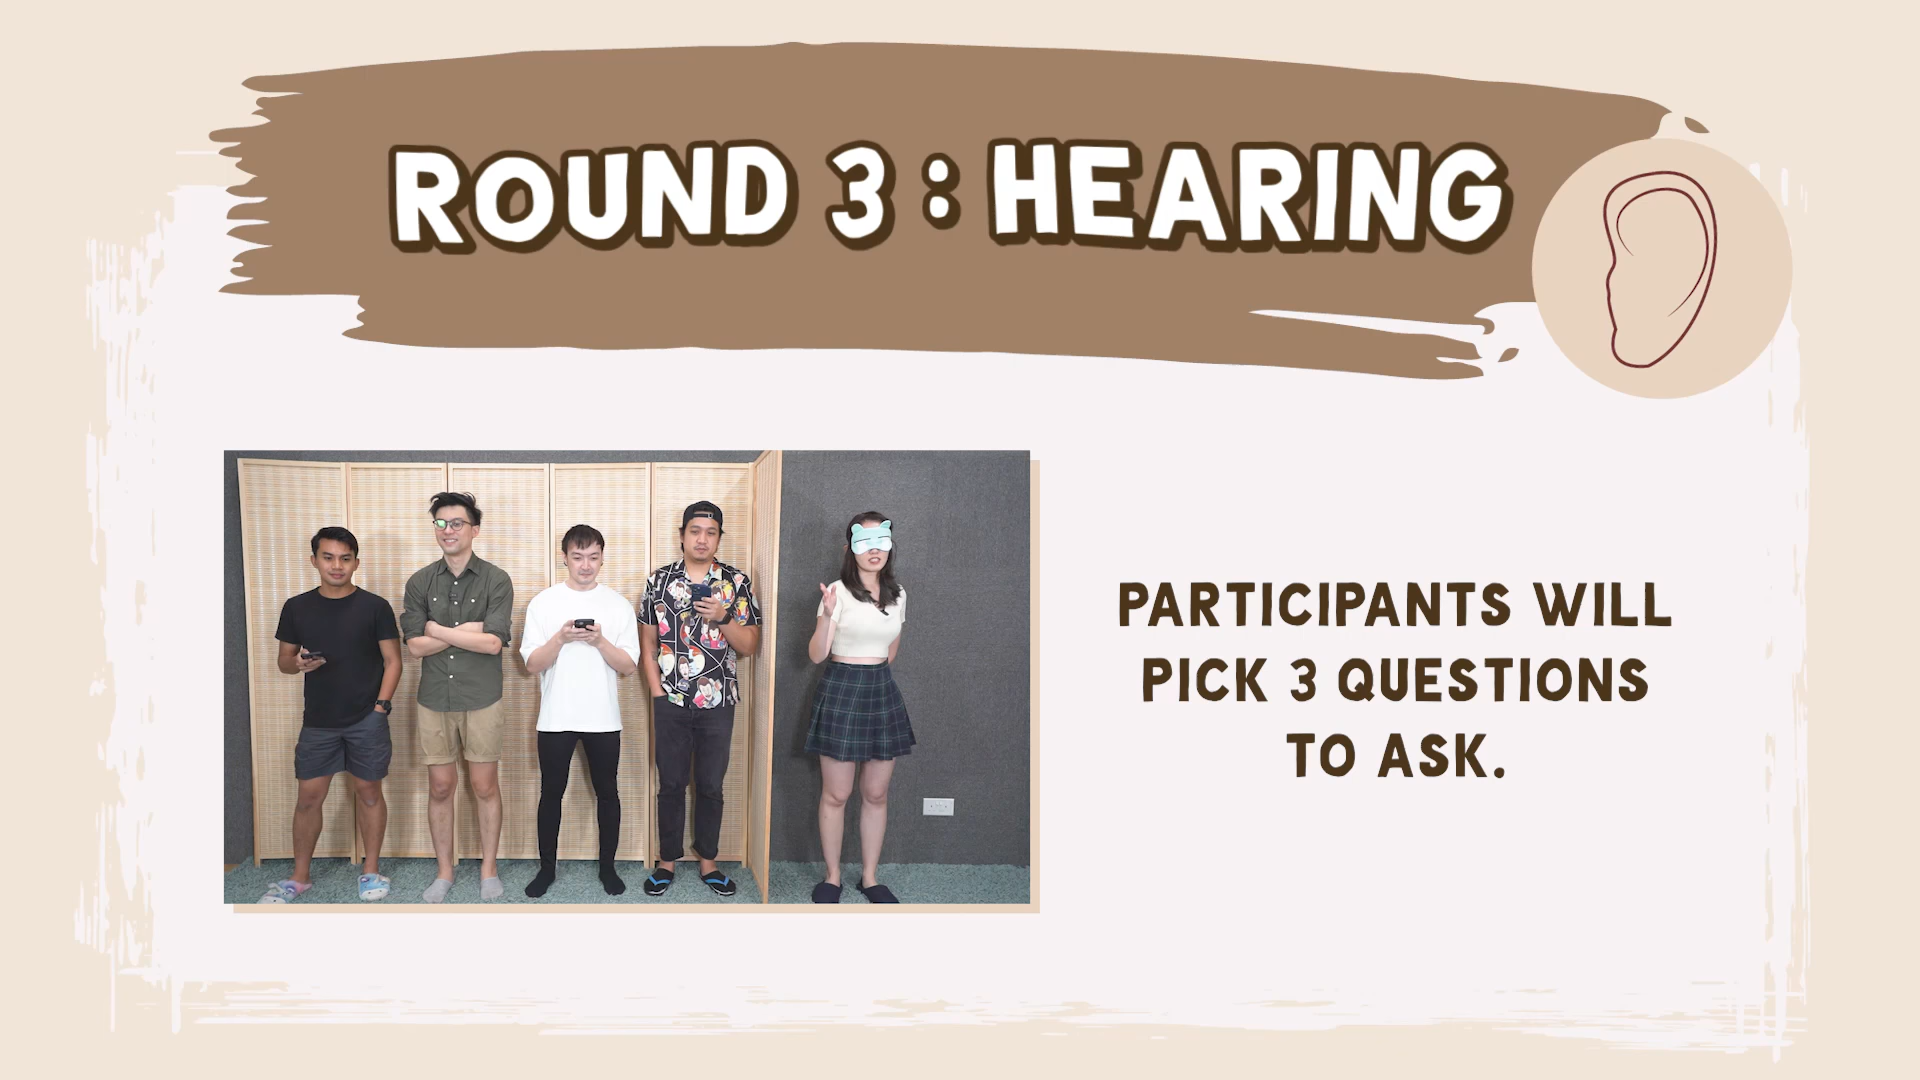 ROUND 3 : HEARING
PARTICIPANTS WILL
PICK 3 QUESTIONS
TO ASK.